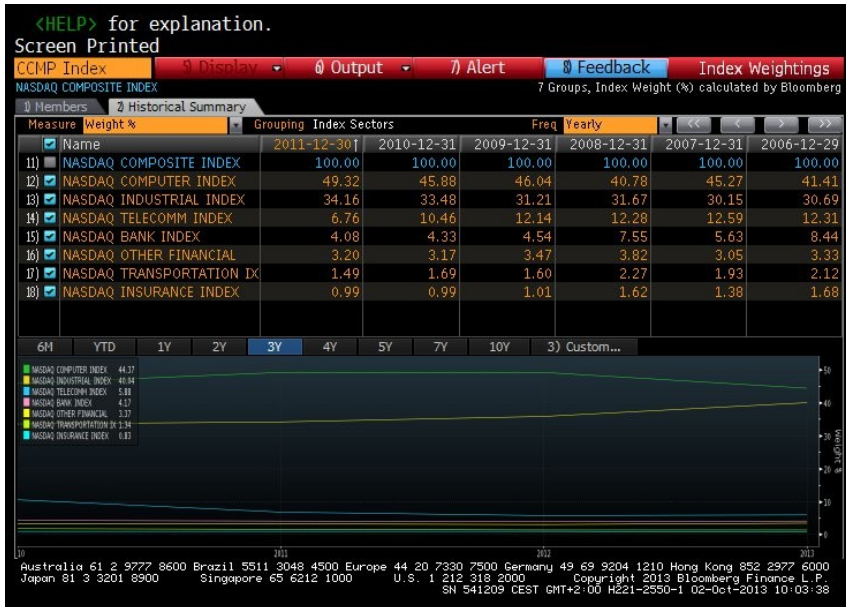 <HELP> for explanation.
Screen Printed
CCMP Index 5) Display 6) Output 7) Alert 8) Feedback Index Weightings
NASDAQ COMPOSITE INDEX 7 Groups, Index Weight (%) calculated by Bloomberg
1) Members 2) Historical Summary
Measure Weight % Grouping Index Sectors Freq Yearly << < > >>
Name 2011-12-30↑ 2010-12-31 2009-12-31 2008-12-31 2007-12-31 2006-12-29
11) NASDAQ COMPOSITE INDEX 100.00 100.00 100.00 100.00 100.00 100.00
12) NASDAQ COMPUTER INDEX 49.32 45.88 46.04 40.78 45.27 41.41
13) NASDAQ INDUSTRIAL INDEX 34.16 33.48 31.21 31.67 30.15 30.69
14) NASDAQ TELECOMM INDEX 6.76 10.46 12.14 12.28 12.59 12.31
15) NASDAQ BANK INDEX 4.08 4.33 4.54 7.55 5.63 8.44
16) NASDAQ OTHER FINANCIAL 3.20 3.17 3.47 3.82 3.05 3.33
17) NASDAQ TRANSPORTATION IX 1.49 1.69 1.60 2.27 1.93 2.12
18) NASDAQ INSURANCE INDEX 0.99 0.99 1.01 1.62 1.38 1.68
6M YTD 1Y 2Y 3Y 4Y 5Y 7Y 10Y 3) Custom...
NASDAQ COMPUTER INDEX 44.37
NASDAQ INDUSTRIAL INDEX 40.04
NASDAQ TELECOMM INDEX 5.88
NASDAQ BANK INDEX 4.17
NASDAQ OTHER FINANCIAL 3.37
NASDAQ TRANSPORTATION IX 1.34
NASDAQ INSURANCE INDEX 0.83
50
40
30
20
10
0
Weight %
10 2011 2012 2013
Australia 61 2 9777 8600 Brazil 5511 3048 4500 Europe 44 20 7330 7500 Germany 49 69 9204 1210 Hong Kong 852 2977 6000
Japan 81 3 3201 8900 Singapore 65 6212 1000 U.S. 1 212 318 2000 Copyright 2013 Bloomberg Finance L.P.
SN 541209 CEST GMT+2:00 H221-2550-1 02-Oct-2013 10:03:38